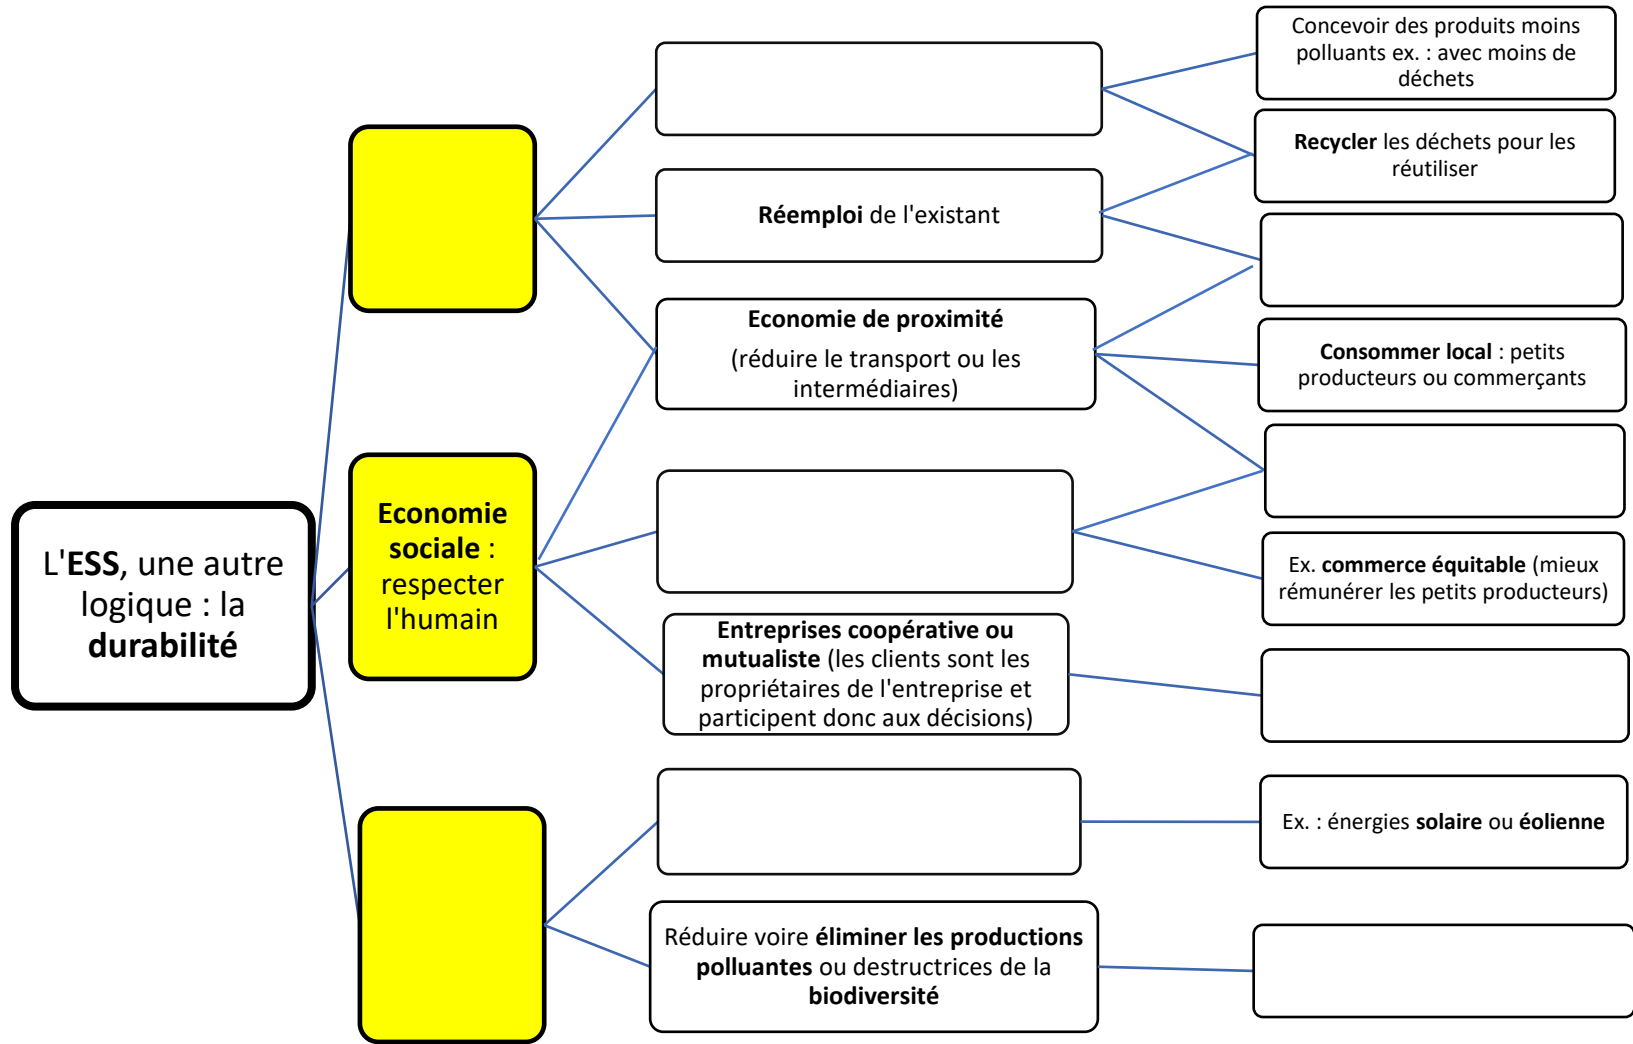 L'ESS, une autre
logique : la
durabilité
Economie
sociale :
respecter
l'humain
Réemploi de l'existant
Economie de proximité
(réduire le transport ou les
intermédiaires)
Entreprises coopérative ou
mutualiste (les clients sont les
propriétaires de l'entreprise et
participent donc aux décisions)
Réduire voire éliminer les productions
polluantes ou destructrices de la
biodiversité
Concevoir des produits moins
polluants ex. : avec moins de
déchets
Recycler les déchets pour les
réutiliser
Consommer local : petits
producteurs ou commerçants
Ex. commerce équitable (mieux
rémunérer les petits producteurs)
Ex. : énergies solaire ou éolienne